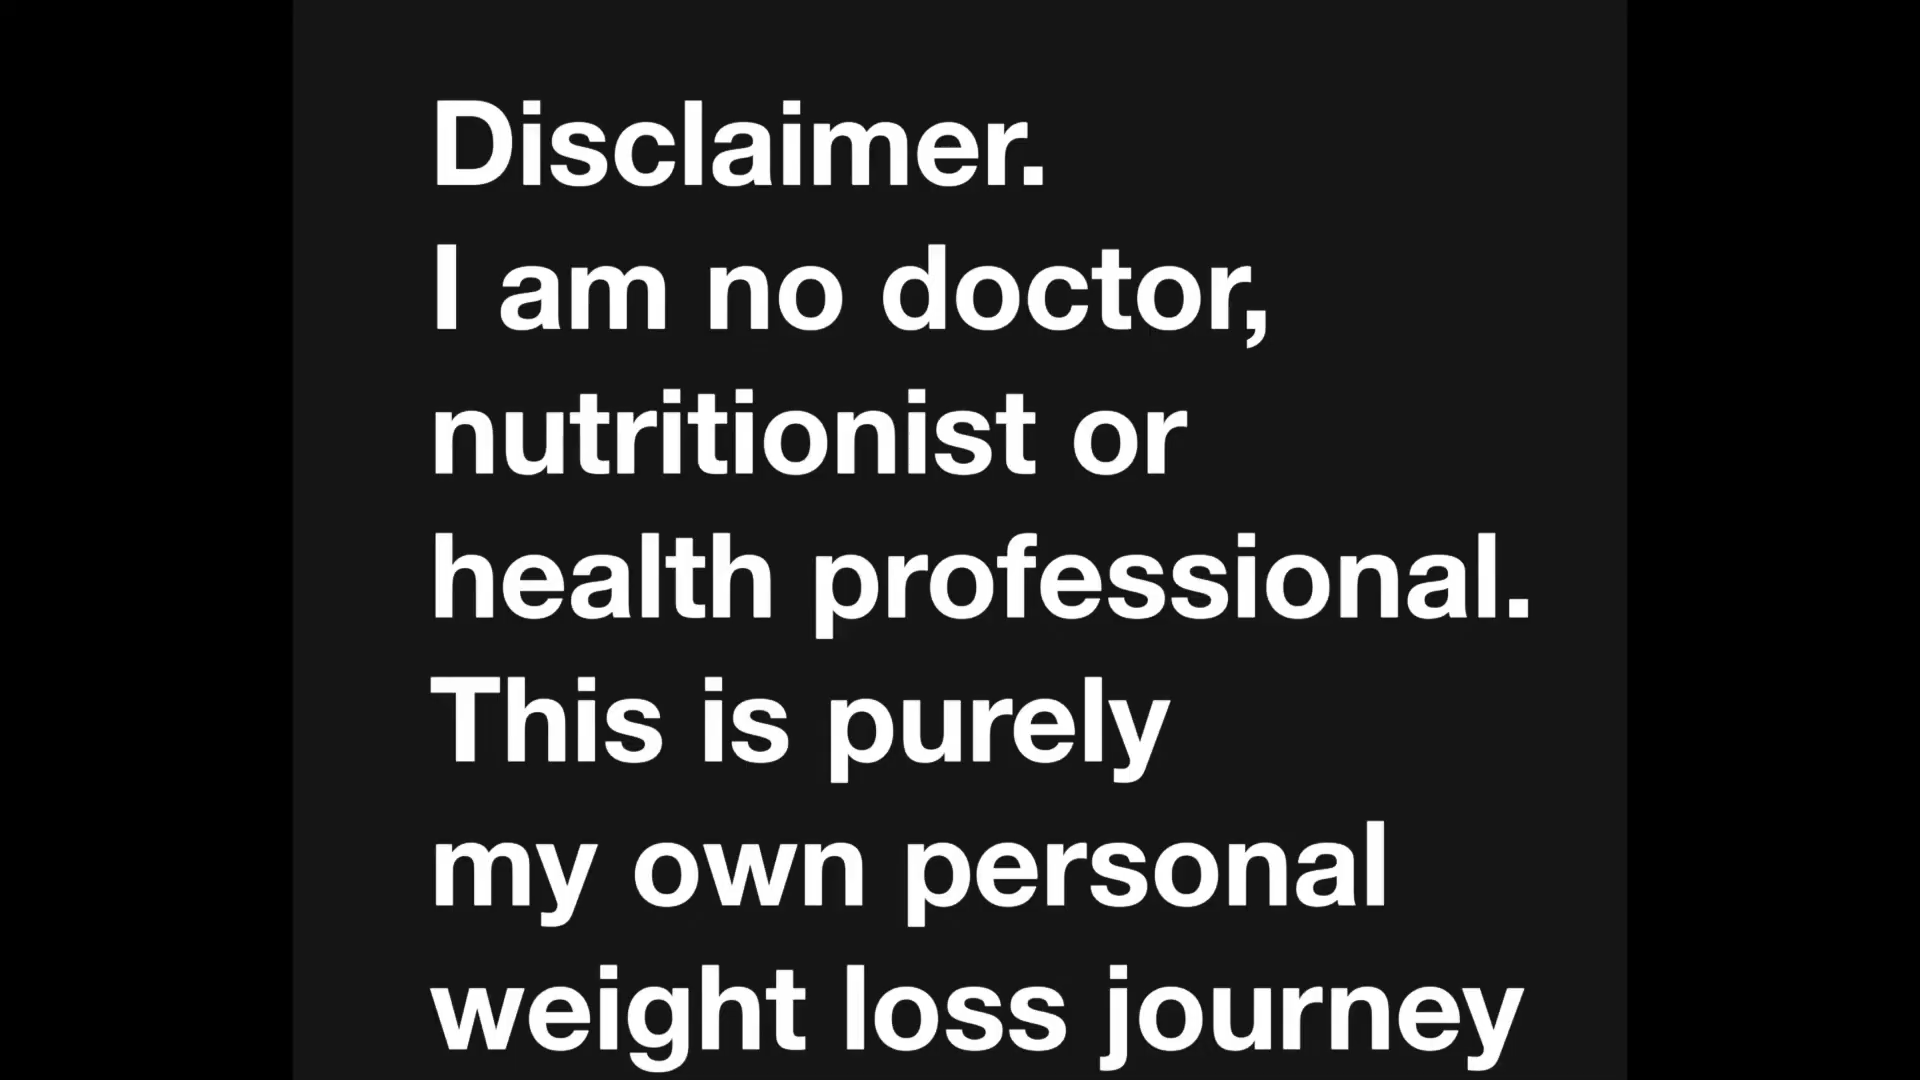 Disclaimer.
I am no doctor,
nutritionist or
health professional.
This is purely
my own personal
weight loss journey